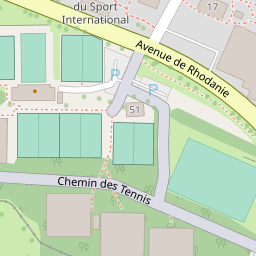 du Sport
International
17
Avenue de Rhodanie
P
P
51
Chemin des Tennis